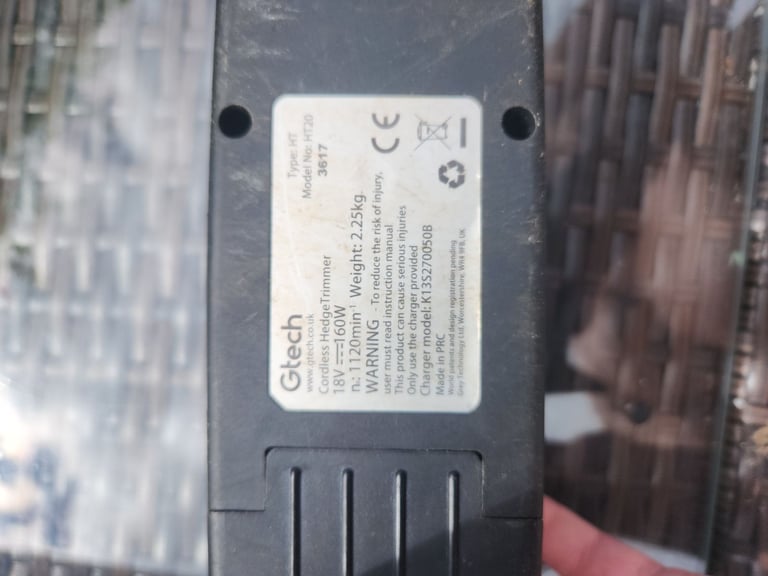 Gtech
www.gtech.co.uk
Type: HT
Model No: HT20
3617
Cordless HedgeTrimmer
18V ⎓ 160W
n.: 1120min⁻¹ Weight: 2.25kg.
WARNING - To reduce the risk of injury,
user must read instruction manual
This product can cause serious injuries
Only use the charger provided
Charger model: K13S270050B
Made in PRC
World patents and design registration pending
Grey Technology Ltd. Worcestershire, WR4 9FB, UK
CE